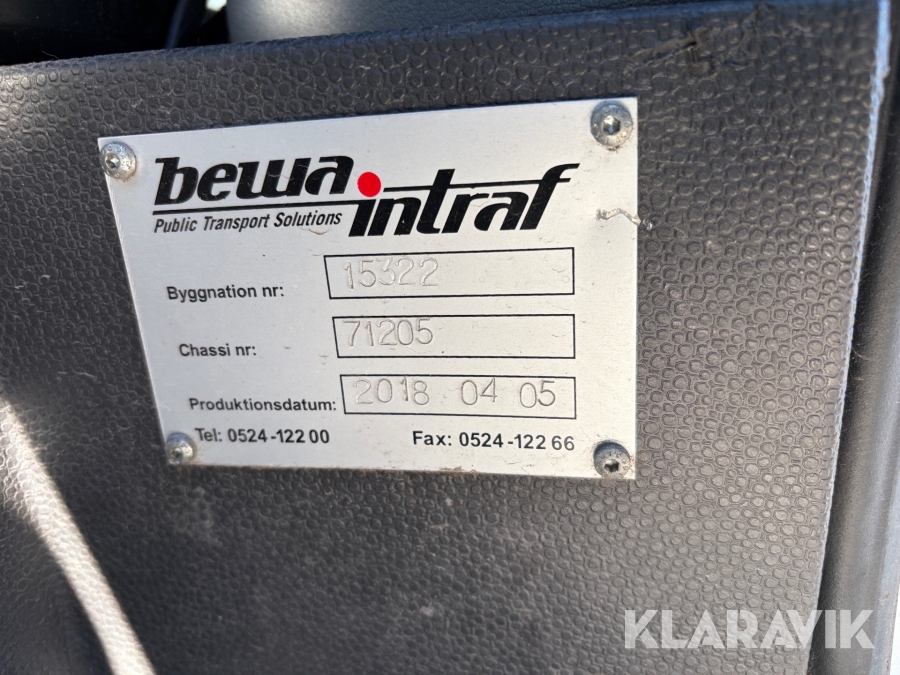 bewa intraf
Public Transport Solutions
Byggnation nr: 15322
Chassi nr: 71205
Produktionsdatum: 2018 04 05
Tel: 0524-122 00 Fax: 0524-122 66
KLARAVIK